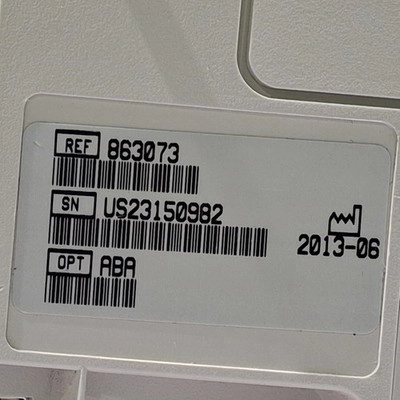 REF 863073
SN US23150982
2013-06
OPT ABA